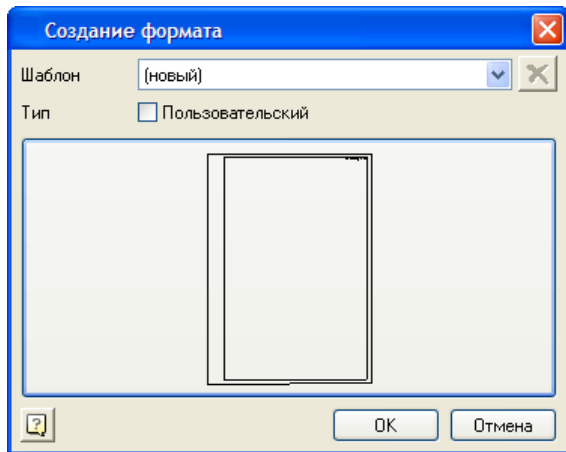 Создание формата
Шаблон (новый)
Тип Пользовательский
OK Отмена